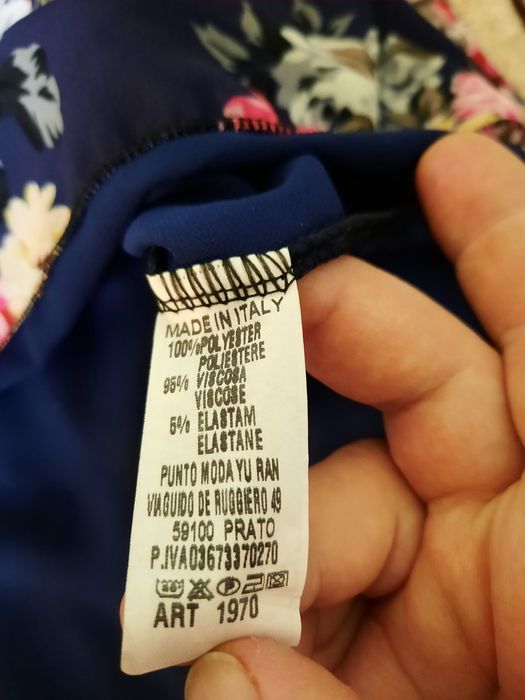 MADE IN ITALY
100% POLYESTER
POLIESTERE
95% VISCOSA
VISCOSE
5% ELASTAM
ELASTANE
PUNTO MODA YU RAN
VIA GUIDO DE RUGGIERO 49
59100 PRATO
P.IVA03673370270
ART 1970